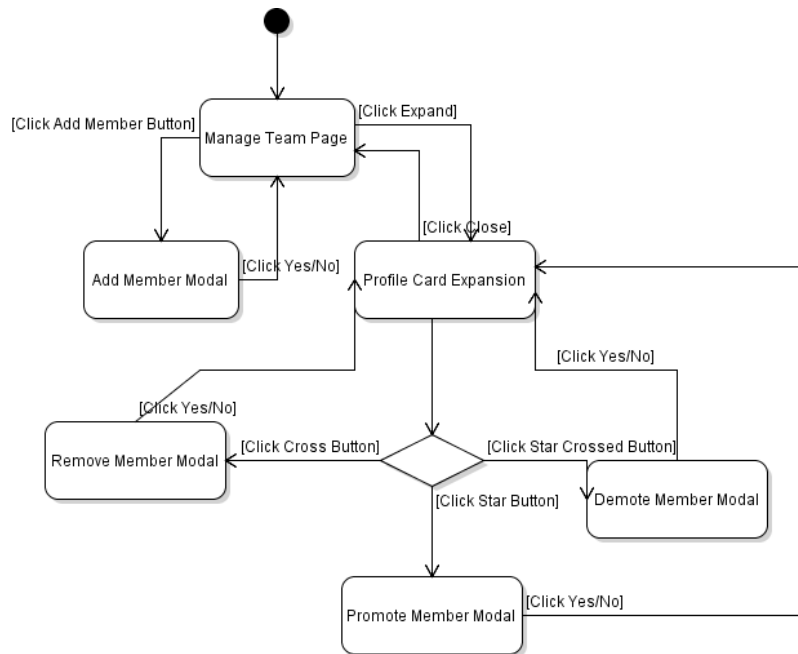 [Click Add Member Button]
[Click Expand]
Manage Team Page
[Click Close]
Add Member Modal
[Click Yes/No]
Profile Card Expansion
[Click Yes/No]
[Click Yes/No]
Remove Member Modal
[Click Cross Button]
[Click Star Crossed Button]
[Click Star Button]
Demote Member Modal
Promote Member Modal
[Click Yes/No]